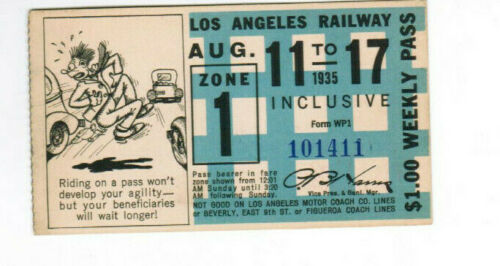 LOS ANGELES RAILWAY
AUG. 11 TO 17
1935
ZONE
1
INCLUSIVE
Form WP1
101411
Pass bearer in fare
zone shown from 12:01
AM Sunday until 3:20
AM following Sunday.
Vice Pres. & Genl. Mgr.
NOT GOOD ON LOS ANGELES MOTOR COACH CO. LINES
or BEVERLY, EAST 9th ST. or FIGUEROA COACH LINES
$1.00 WEEKLY PASS
Riding on a pass won't
develop your agility—
but your beneficiaries
will wait longer!